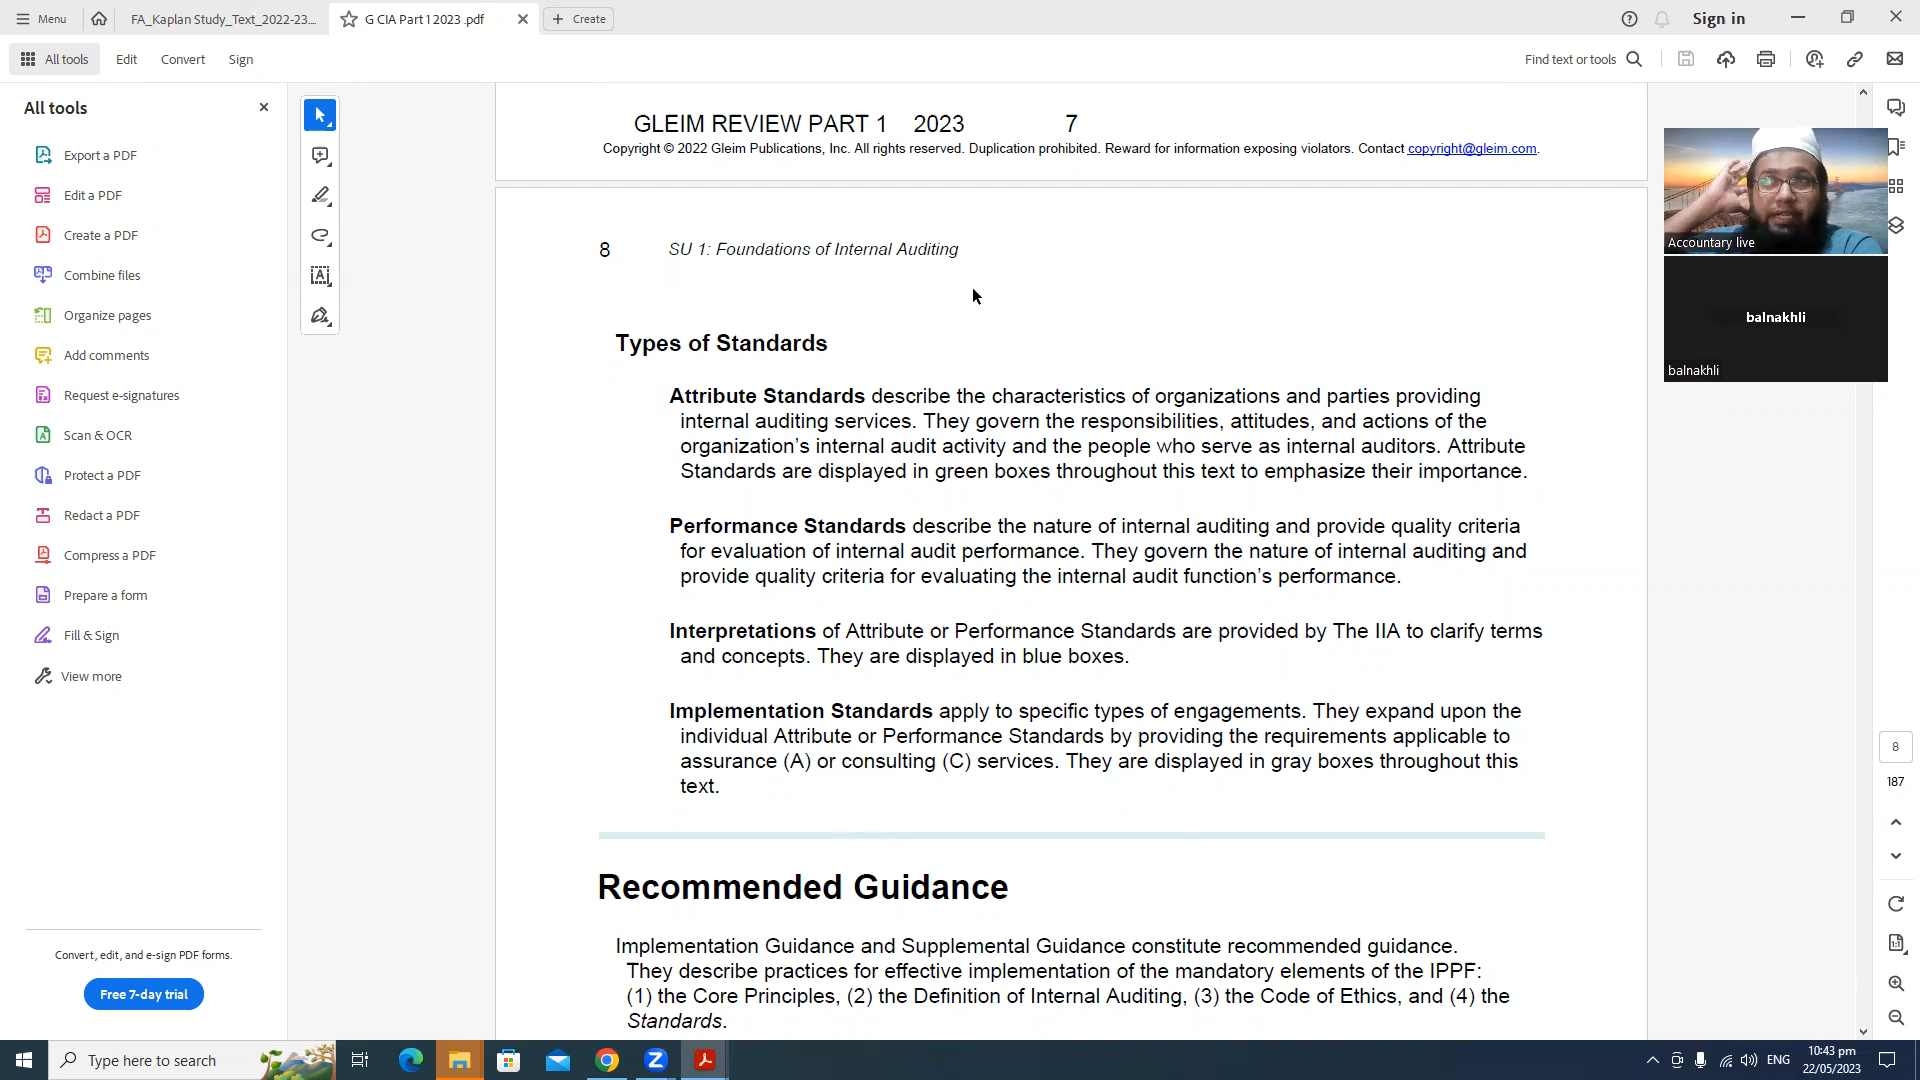 Menu
FA_Kaplan Study_Text_2022-23...
G CIA Part 1 2023 .pdf
Create
Sign in
All tools
Edit
Convert
Sign
Find text or tools
All tools
Export a PDF
Edit a PDF
Create a PDF
Combine files
Organize pages
Add comments
Request e-signatures
Scan & OCR
Protect a PDF
Redact a PDF
Compress a PDF
Prepare a form
Fill & Sign
View more
Convert, edit, and e-sign PDF forms.
Free 7-day trial
GLEIM REVIEW PART 1 2023 7
Copyright © 2022 Gleim Publications, Inc. All rights reserved. Duplication prohibited. Reward for information exposing violators. Contact copyright@gleim.com.
8 SU 1: Foundations of Internal Auditing
Types of Standards
Attribute Standards describe the characteristics of organizations and parties providing
internal auditing services. They govern the responsibilities, attitudes, and actions of the
organization's internal audit activity and the people who serve as internal auditors. Attribute
Standards are displayed in green boxes throughout this text to emphasize their importance.
Performance Standards describe the nature of internal auditing and provide quality criteria
for evaluation of internal audit performance. They govern the nature of internal auditing and
provide quality criteria for evaluating the internal audit function's performance.
Interpretations of Attribute or Performance Standards are provided by The IIA to clarify terms
and concepts. They are displayed in blue boxes.
Implementation Standards apply to specific types of engagements. They expand upon the
individual Attribute or Performance Standards by providing the requirements applicable to
assurance (A) or consulting (C) services. They are displayed in gray boxes throughout this
text.
Recommended Guidance
Implementation Guidance and Supplemental Guidance constitute recommended guidance.
They describe practices for effective implementation of the mandatory elements of the IPPF:
(1) the Core Principles, (2) the Definition of Internal Auditing, (3) the Code of Ethics, and (4) the
Standards.
Accountary live
balnakhli
balnakhli
8
187
Type here to search
ENG
10:43 pm
22/05/2023